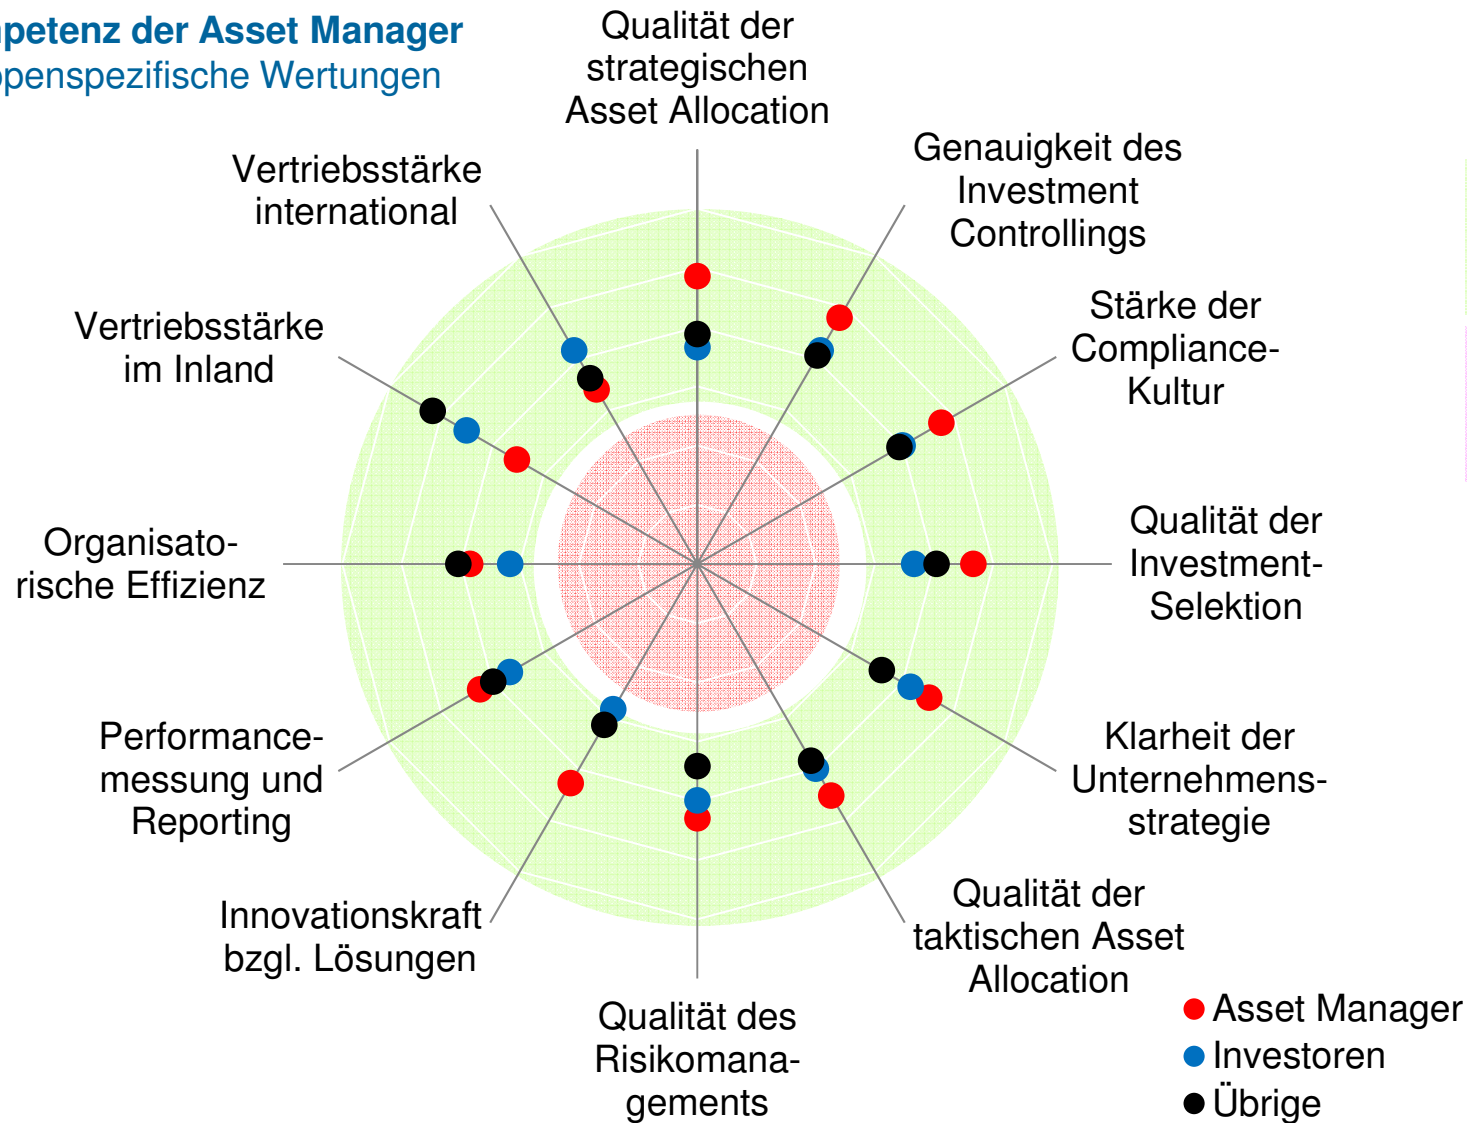 petenz der Asset Manager
penspezifische Wertungen
Qualität der
strategischen
Asset Allocation
Genauigkeit des
Investment
Controllings
Stärke der
Compliance-
Kultur
Qualität der
Investment-
Selektion
Klarheit der
Unternehmens-
strategie
Qualität der
taktischen Asset
Allocation
Qualität des
Risikomana-
gements
Innovationskraft
bzgl. Lösungen
Performance-
messung und
Reporting
Organisato-
rische Effizienz
Vertriebsstärke
im Inland
Vertriebsstärke
international
Asset Manager
Investoren
Übrige